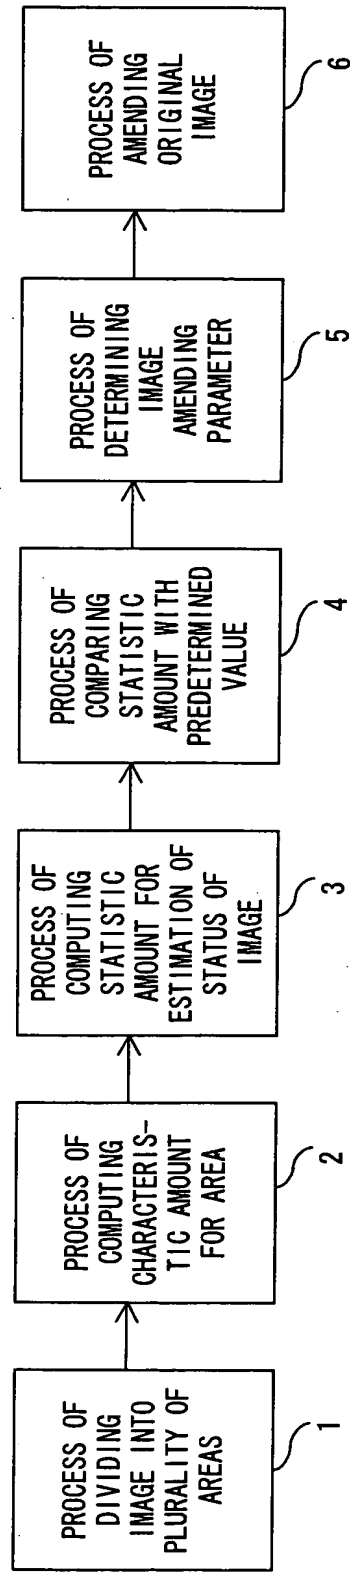 PROCESS OF
DIVIDING
IMAGE INTO
PLURALITY OF
AREAS
1
PROCESS OF
COMPUTING
CHARACTERIS-
TIC AMOUNT
FOR AREA
2
PROCESS OF
COMPUTING
STATISTIC
AMOUNT FOR
ESTIMATION OF
STATUS OF
IMAGE
3
PROCESS OF
COMPARING
STATISTIC
AMOUNT WITH
PREDETERMINED
VALUE
4
PROCESS OF
DETERMINING
IMAGE
AMENDING
PARAMETER
5
PROCESS OF
AMENDING
ORIGINAL
IMAGE
6